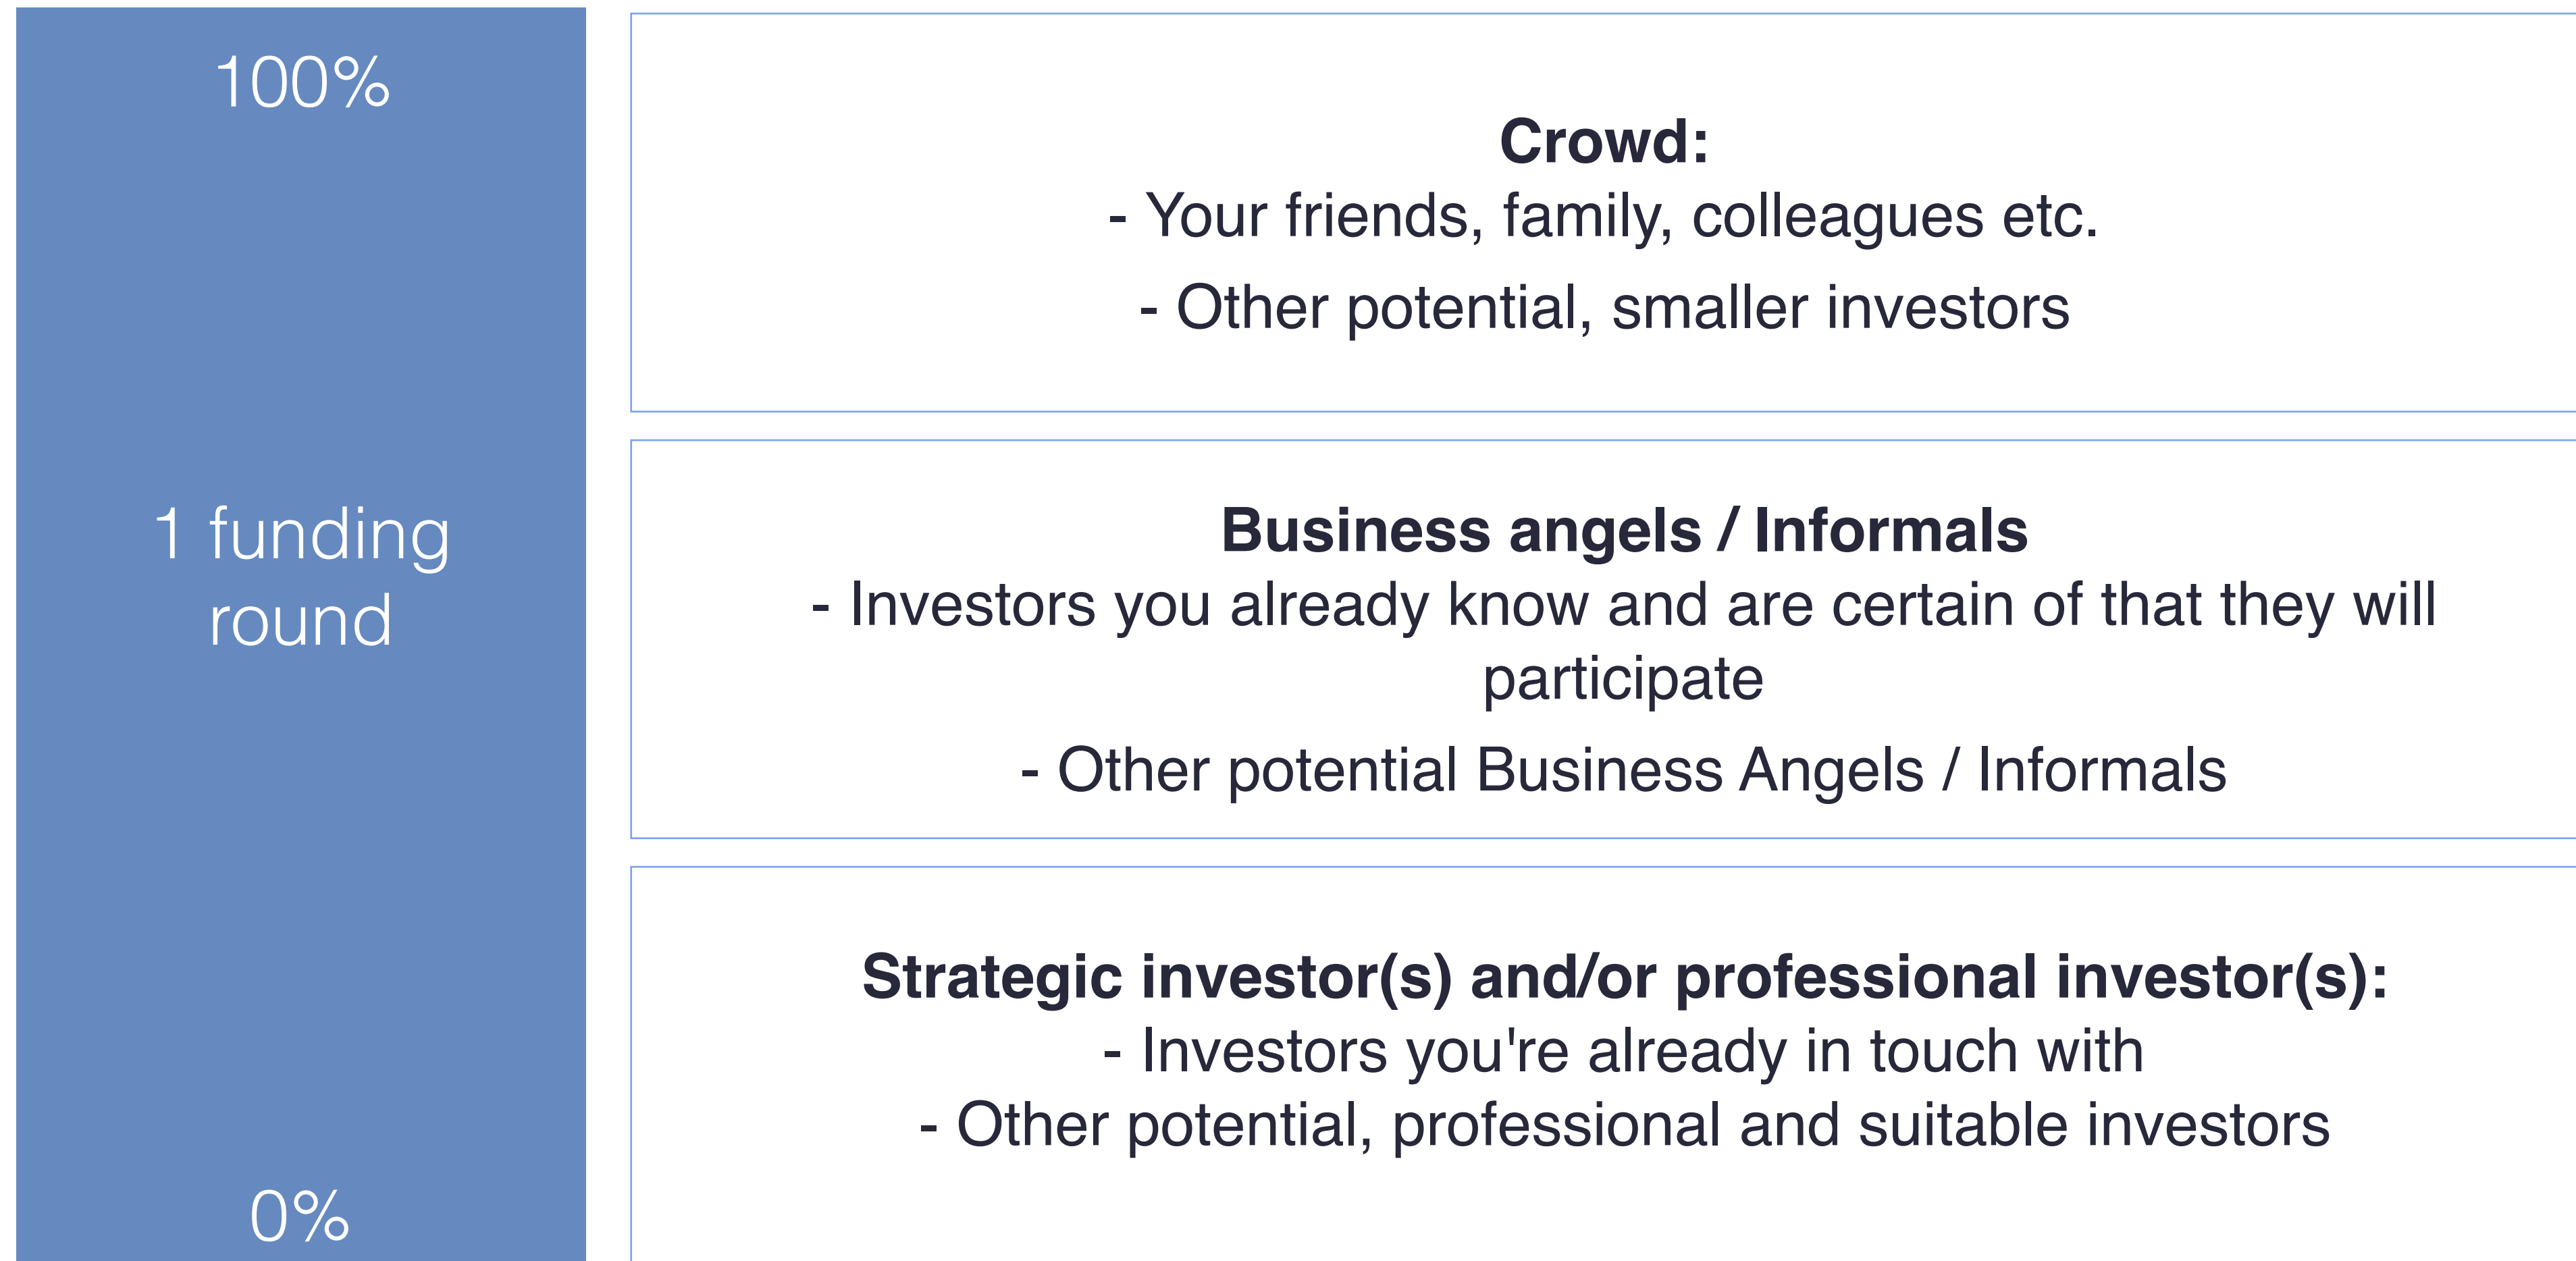 100%
1 funding
round
0%
Crowd:
- Your friends, family, colleagues etc.
- Other potential, smaller investors
Business angels / Informals
- Investors you already know and are certain of that they will
participate
- Other potential Business Angels / Informals
Strategic investor(s) and/or professional investor(s):
- Investors you're already in touch with
- Other potential, professional and suitable investors